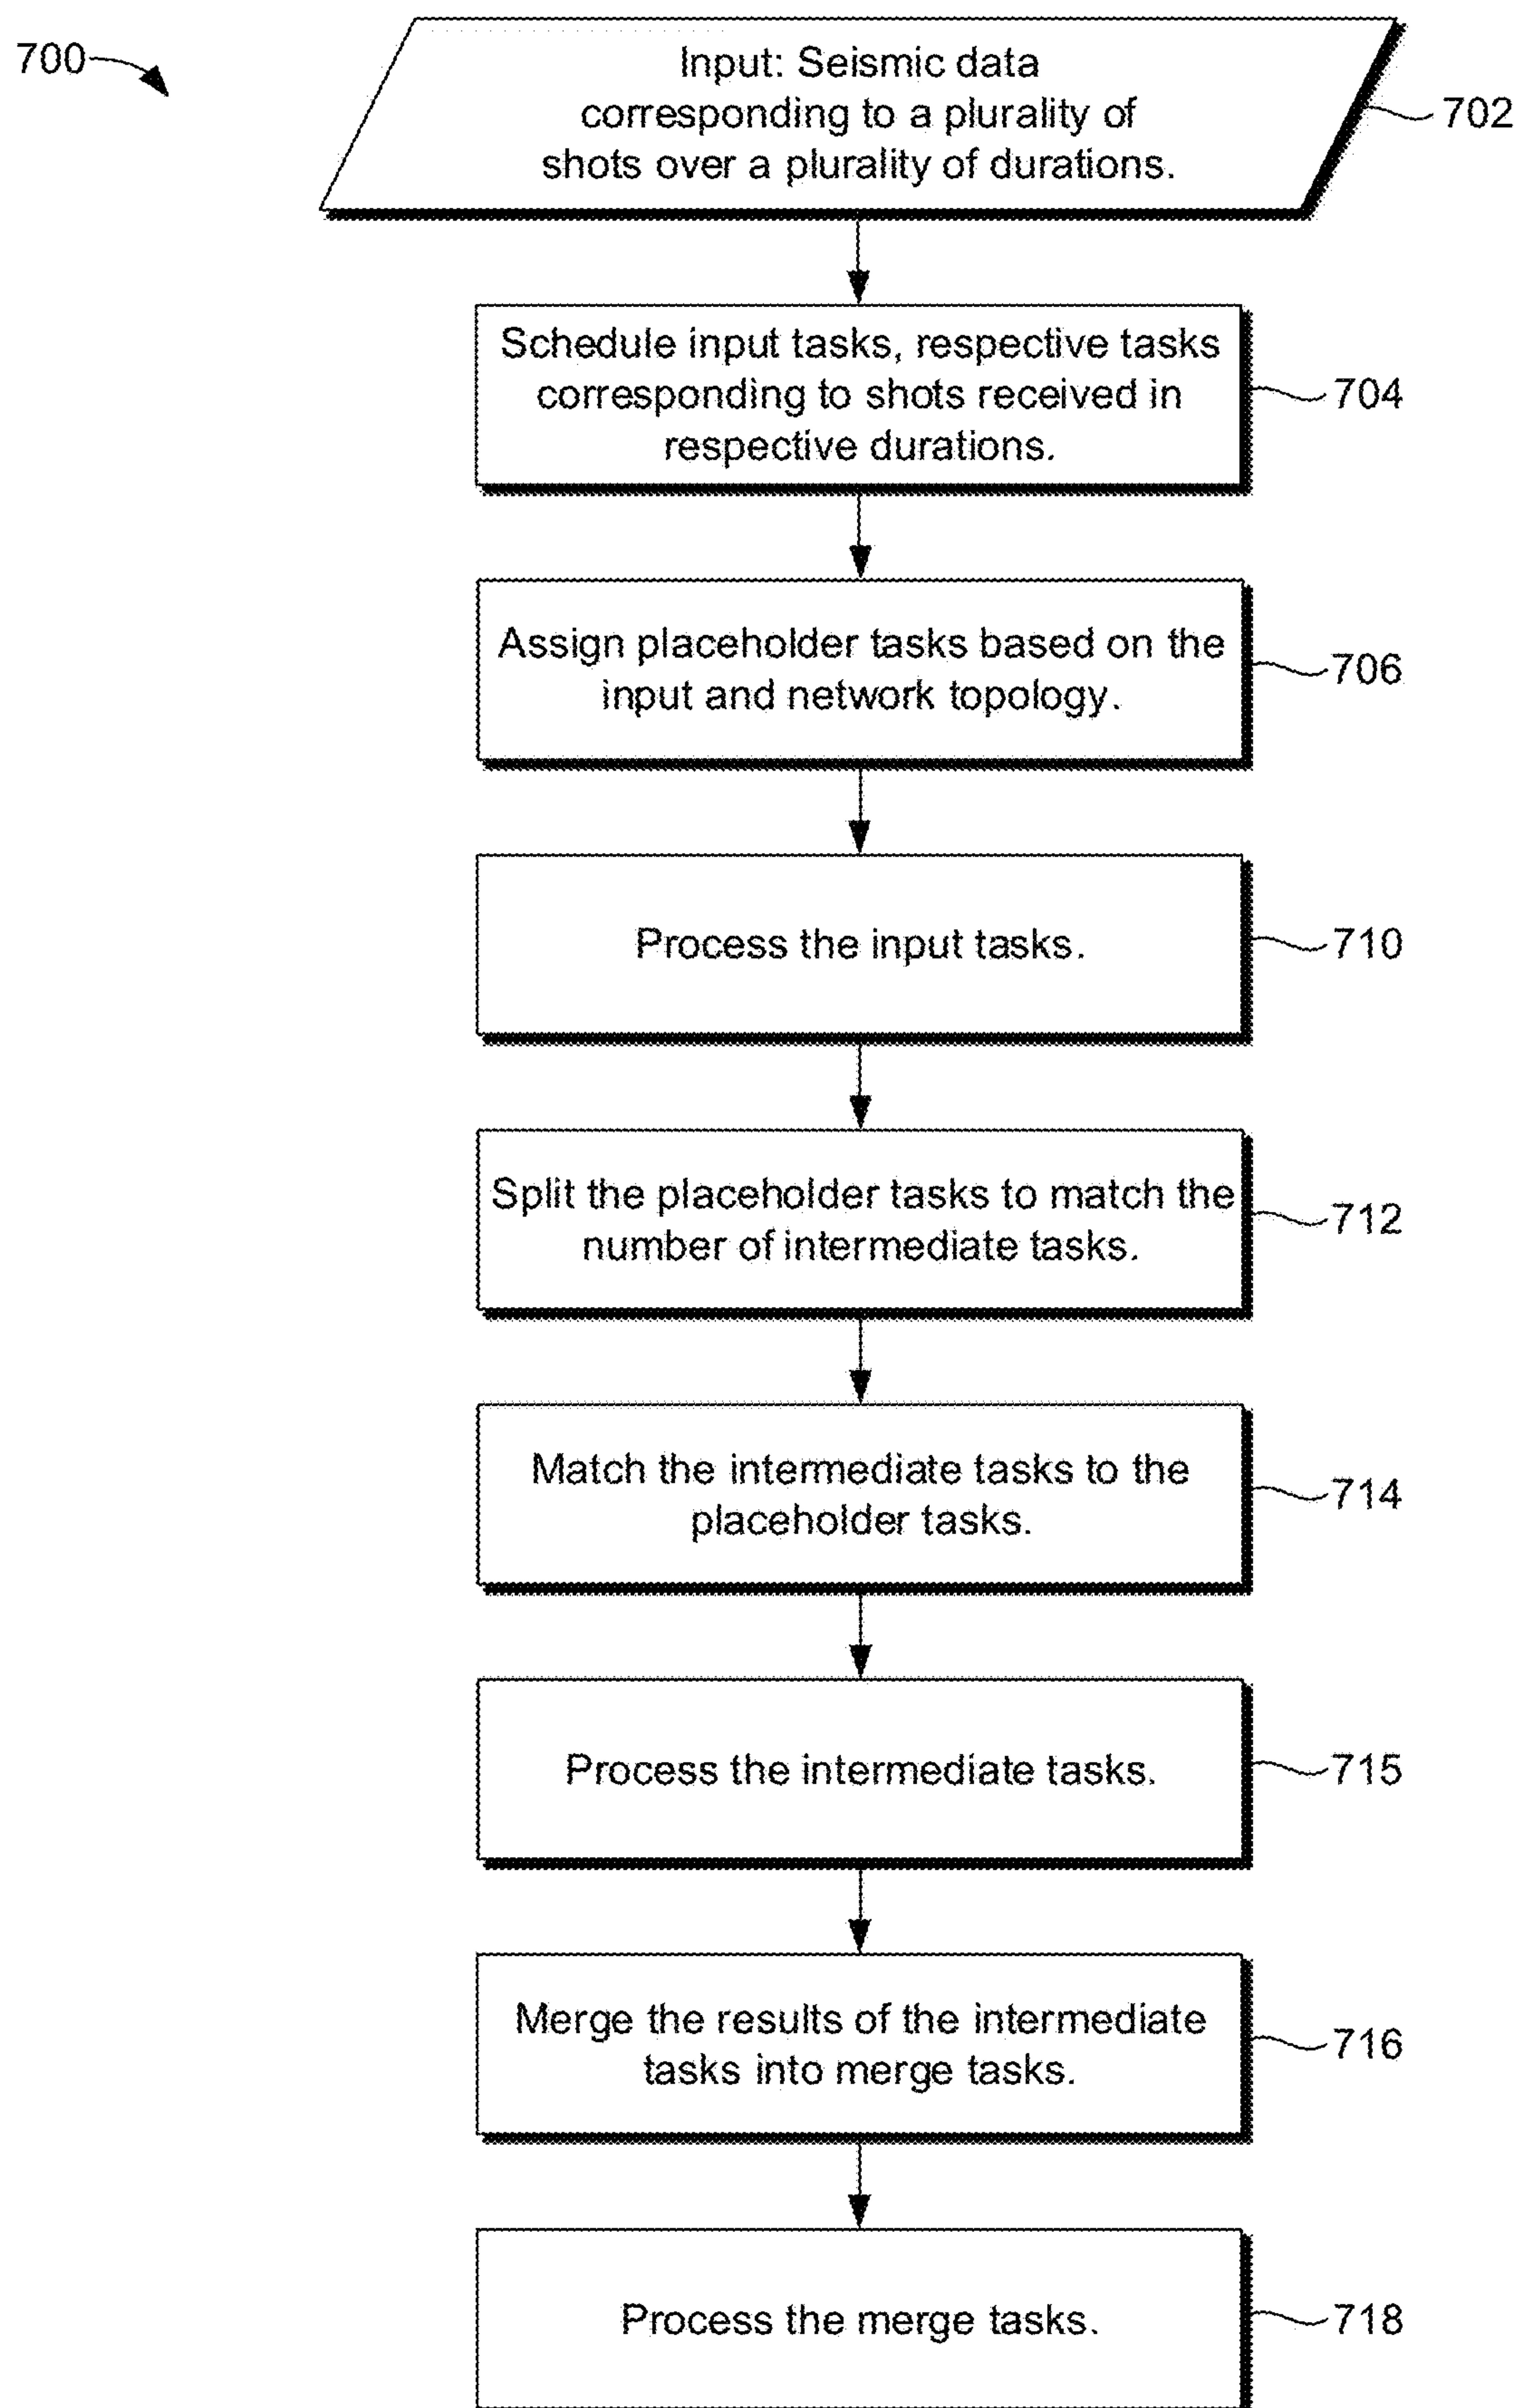 700
Input: Seismic data
corresponding to a plurality of
shots over a plurality of durations.
702
Schedule input tasks, respective tasks
corresponding to shots received in
respective durations.
704
Assign placeholder tasks based on the
input and network topology.
706
Process the input tasks.
710
Split the placeholder tasks to match the
number of intermediate tasks.
712
Match the intermediate tasks to the
placeholder tasks.
714
Process the intermediate tasks.
715
Merge the results of the intermediate
tasks into merge tasks.
716
Process the merge tasks.
718